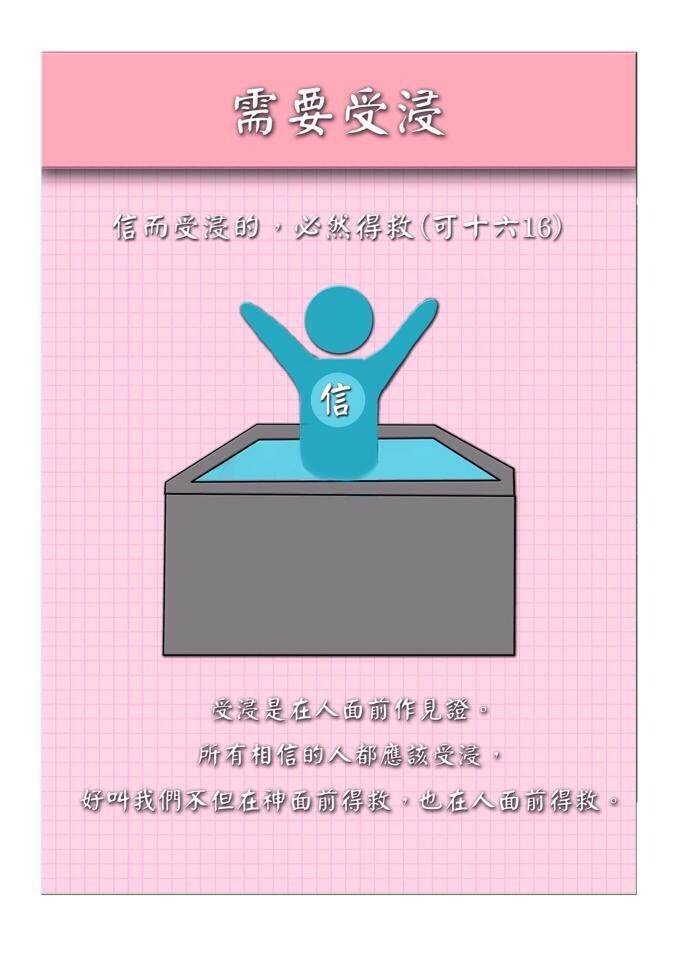 需要受浸
信而受浸的，必然得救(可十六16)
信
受浸是在人面前作見證。
所有相信的人都應該受浸，
好叫我們不但在神面前得救，也在人面前得救。